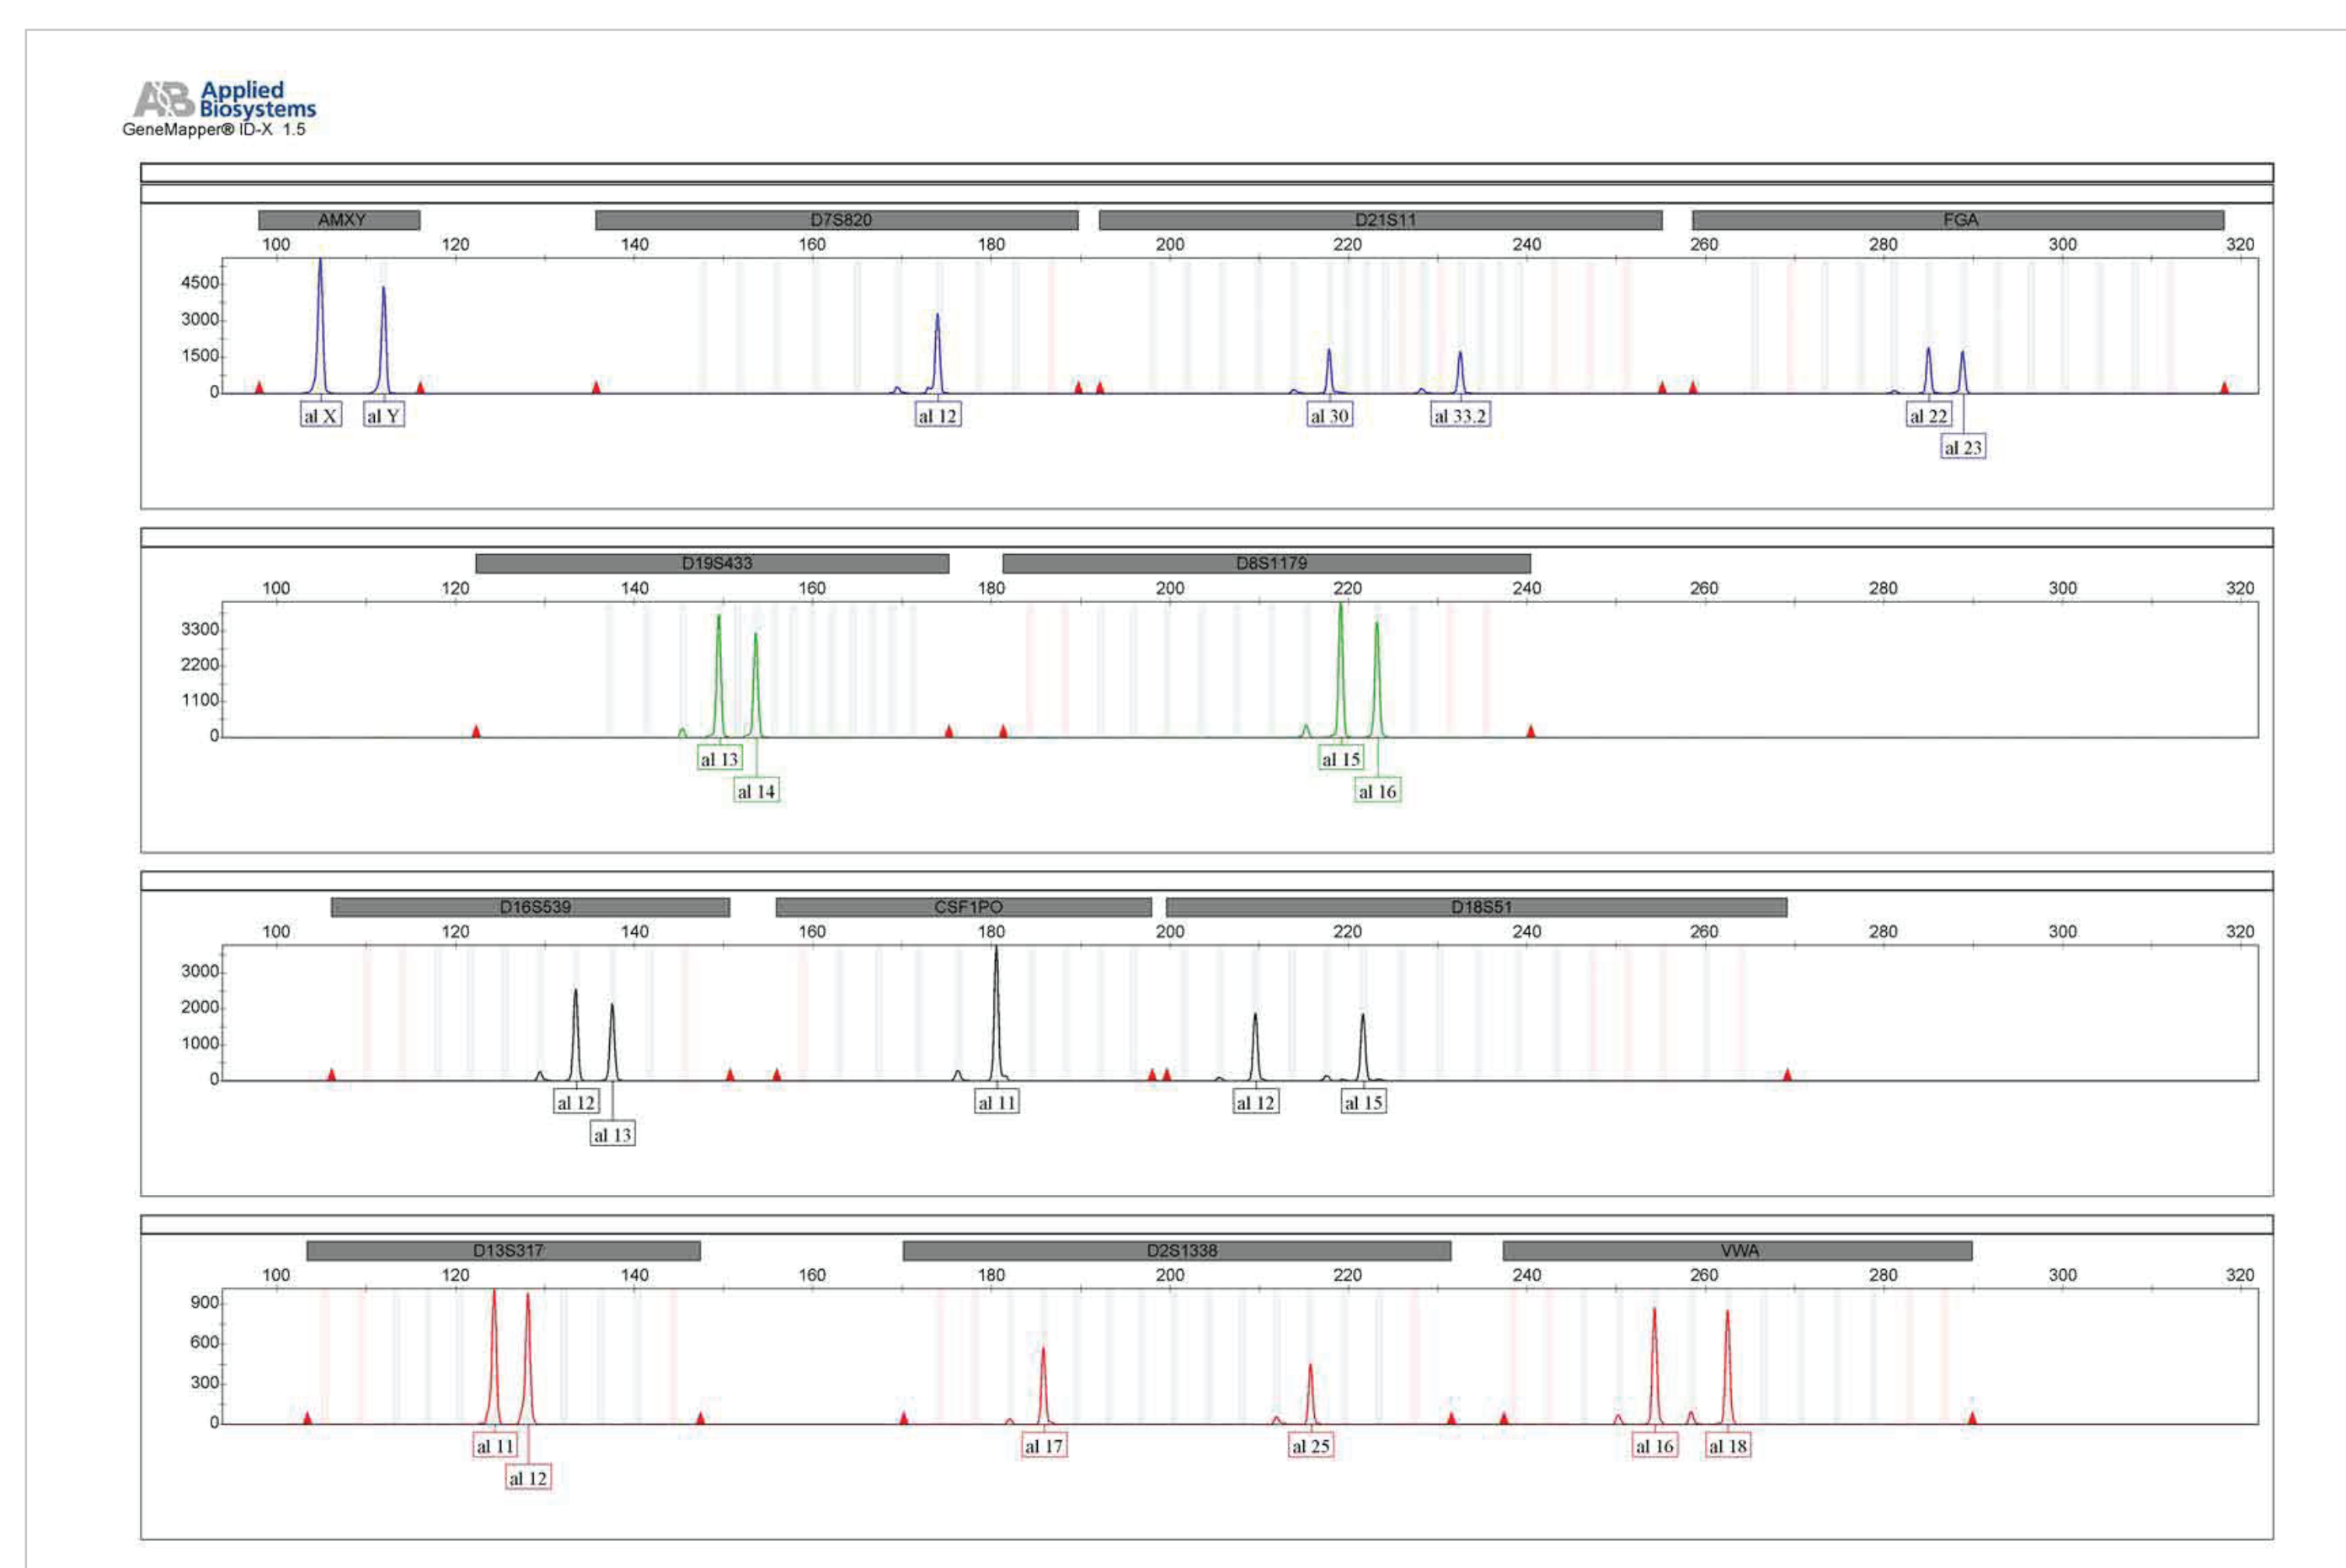 AB Applied
Biosystems
GeneMapper® ID-X 1.5
AMXY D7S820 D21S11 FGA
100 120 140 160 180 200 220 240 260 280 300 320
4500
3000
1500
0
al X al Y al 12 al 30 al 33.2 al 22
al 23
D19S433 D8S1179
100 120 140 160 180 200 220 240 260 280 300 320
3300
2200
1100
0
al 13 al 15
al 14 al 16
D16S539 CSF1PO D18S51
100 120 140 160 180 200 220 240 260 280 300 320
3000
2000
1000
0
al 12 al 11 al 12 al 15
al 13
D13S317 D2S1338 VWA
100 120 140 160 180 200 220 240 260 280 300 320
900
600
300
0
al 11 al 17 al 25 al 16 al 18
al 12